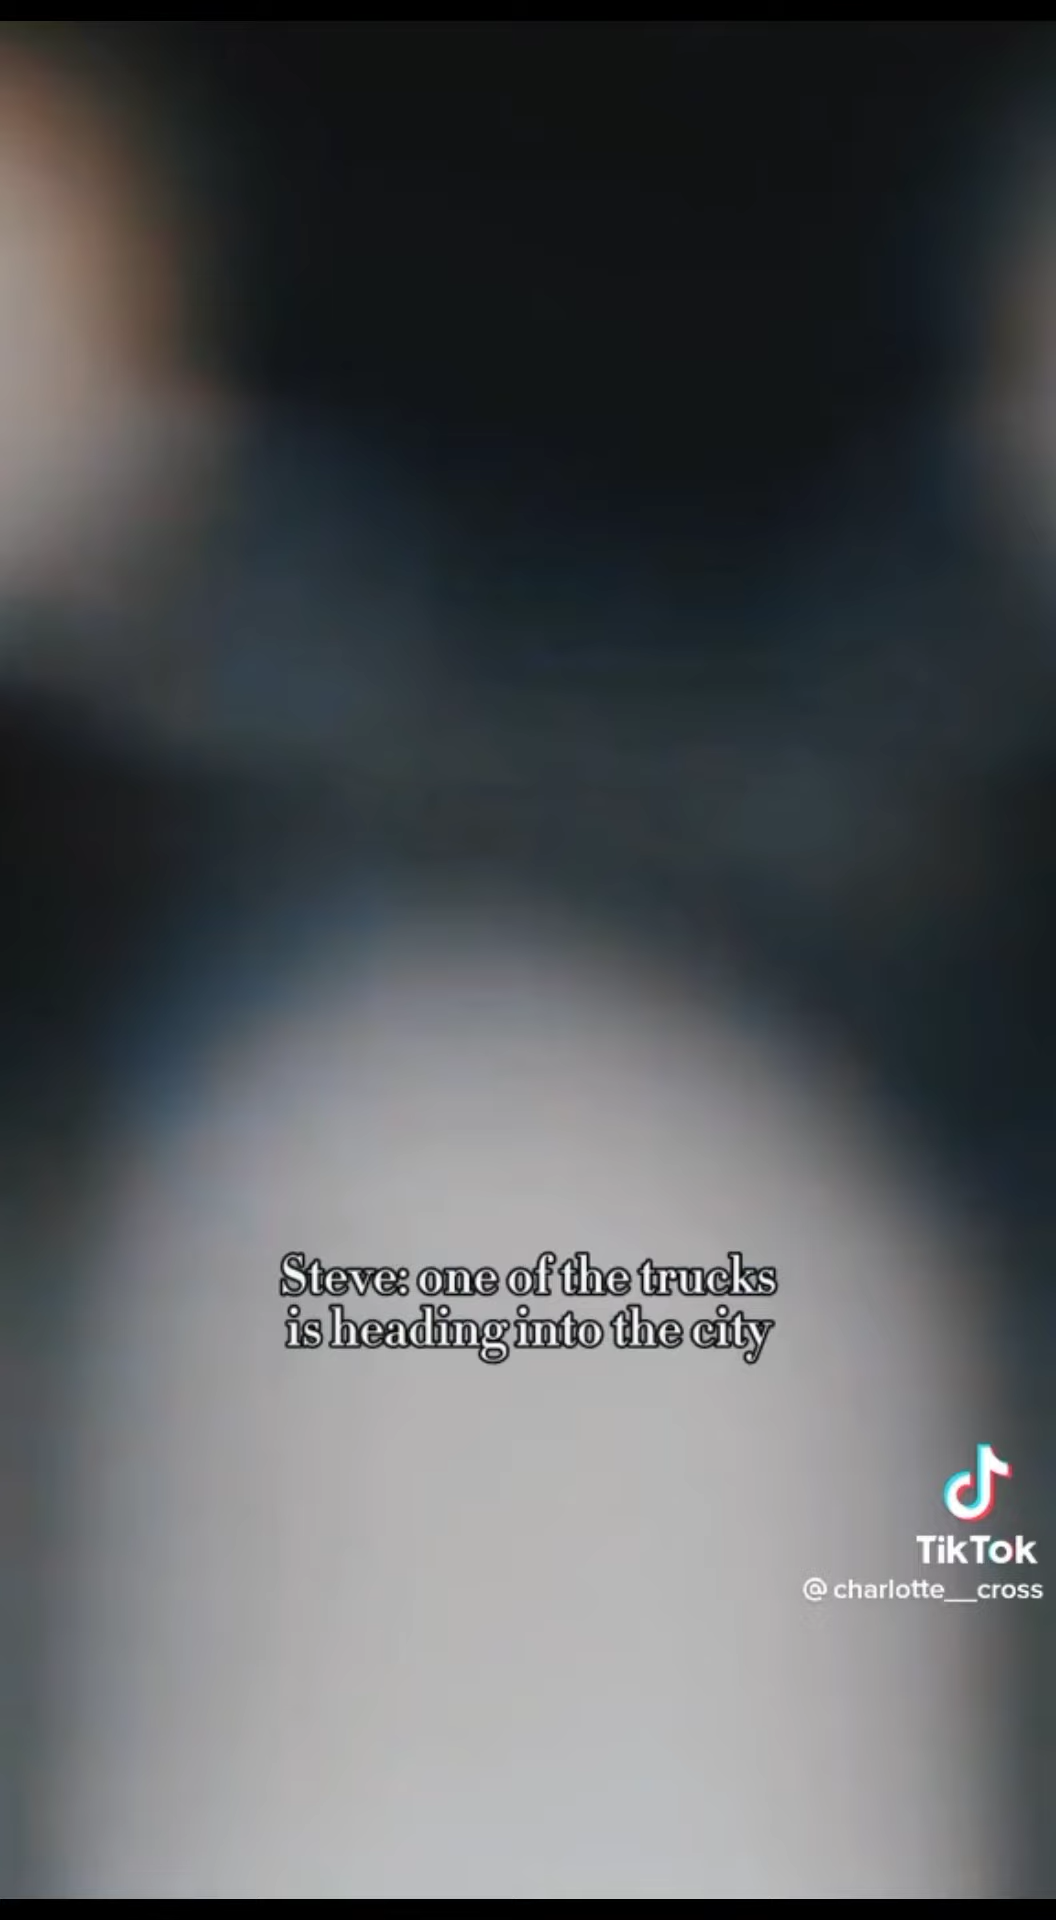 Steve: one of the trucks
is heading into the city
TikTok
@charlotte__cross